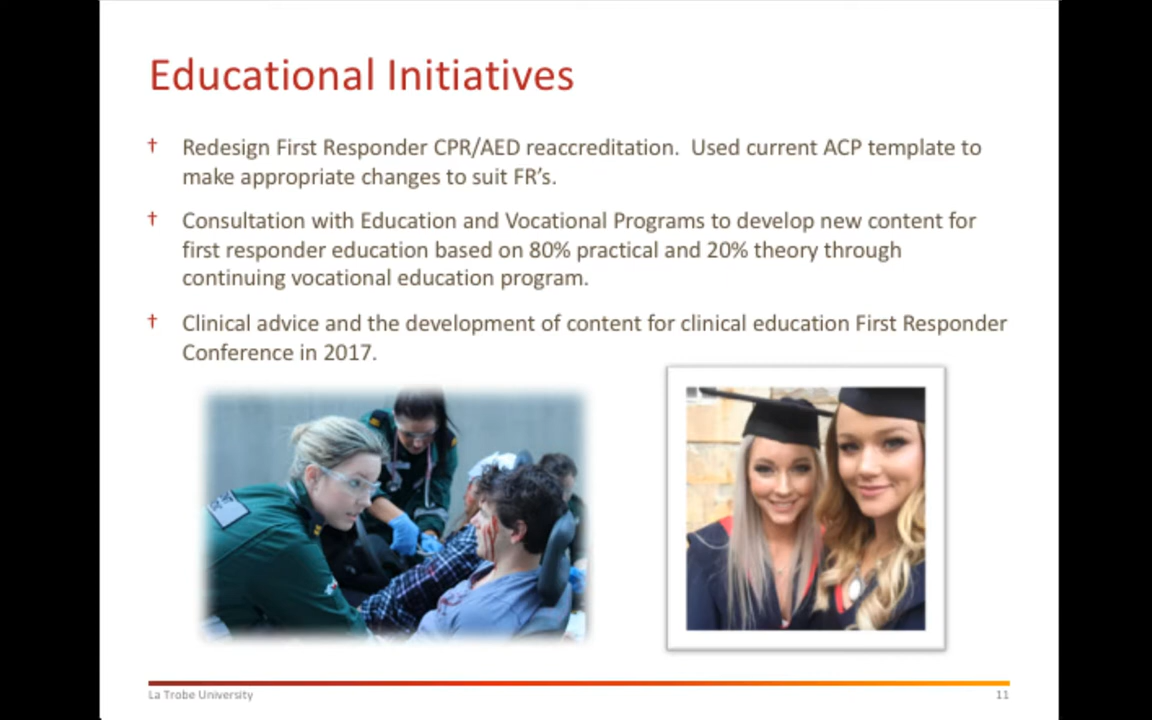 Educational Initiatives
† Redesign First Responder CPR/AED reaccreditation.  Used current ACP template to
make appropriate changes to suit FR's.
† Consultation with Education and Vocational Programs to develop new content for
first responder education based on 80% practical and 20% theory through
continuing vocational education program.
† Clinical advice and the development of content for clinical education First Responder
Conference in 2017.
La Trobe University
11